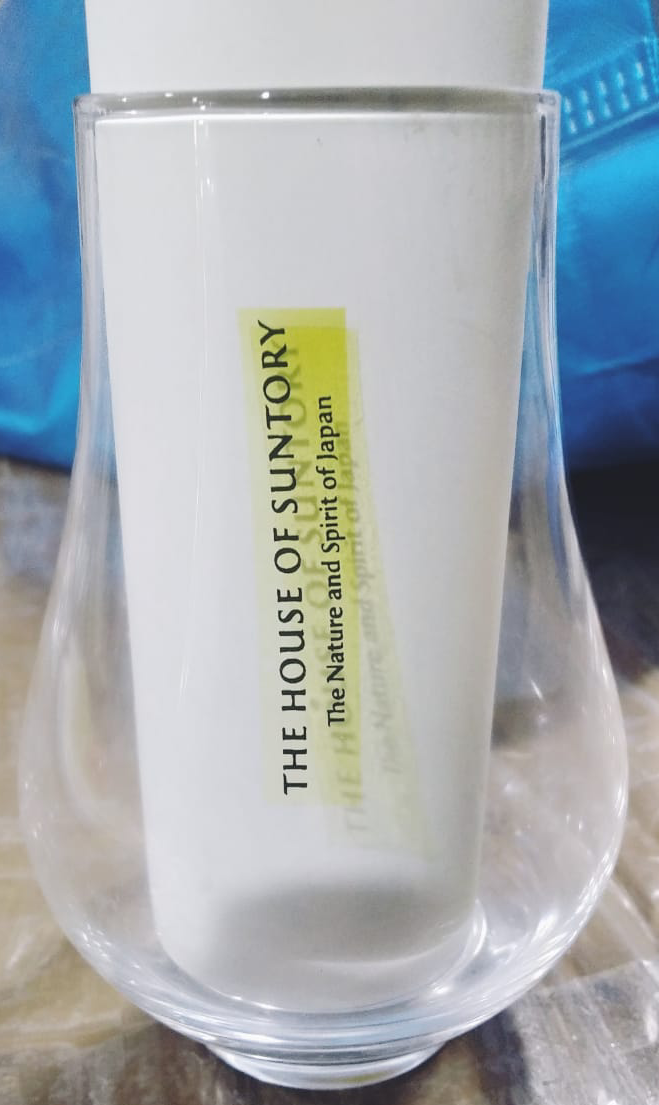 THE HOUSE OF SUNTORY
The Nature and Spirit of Japan